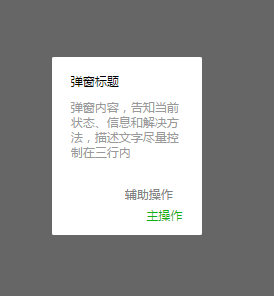 弹窗标题
弹窗内容，告知当前
状态、信息和解决方
法，描述文字尽量控
制在三行内
辅助操作
主操作